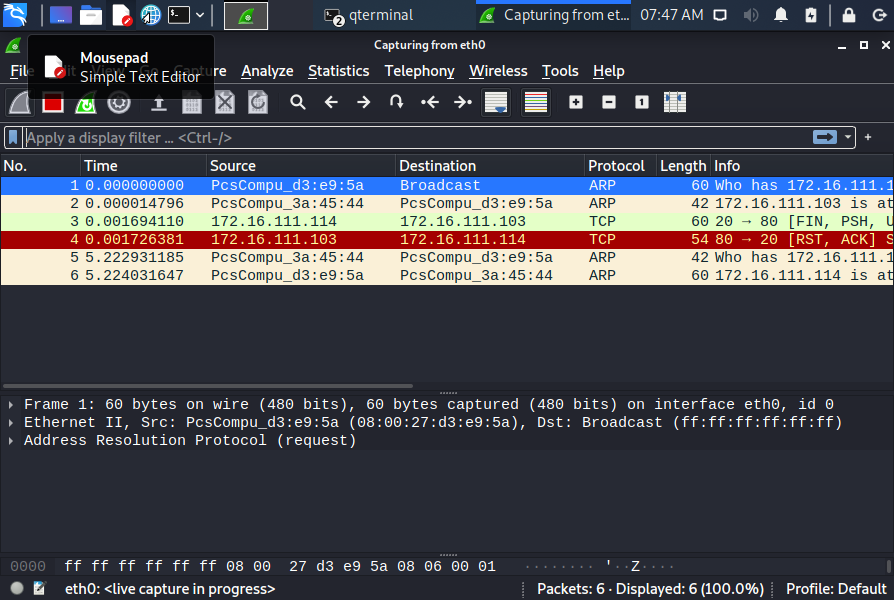 2 qterminal Capturing from et... 07:47 AM
Capturing from eth0
Mousepad
Simple Text Editor
File Capture Analyze Statistics Telephony Wireless Tools Help
Apply a display filter ... <Ctrl-/>
No. Time Source Destination Protocol Length Info
1 0.000000000 PcsCompu_d3:e9:5a Broadcast ARP 60 Who has 172.16.111.1
2 0.000014796 PcsCompu_3a:45:44 PcsCompu_d3:e9:5a ARP 42 172.16.111.103 is at
3 0.001694110 172.16.111.114 172.16.111.103 TCP 60 20 → 80 [FIN, PSH, U
4 0.001726381 172.16.111.103 172.16.111.114 TCP 54 80 → 20 [RST, ACK] S
5 5.222931185 PcsCompu_3a:45:44 PcsCompu_d3:e9:5a ARP 42 Who has 172.16.111.1
6 5.224031647 PcsCompu_d3:e9:5a PcsCompu_3a:45:44 ARP 60 172.16.111.114 is at
Frame 1: 60 bytes on wire (480 bits), 60 bytes captured (480 bits) on interface eth0, id 0
Ethernet II, Src: PcsCompu_d3:e9:5a (08:00:27:d3:e9:5a), Dst: Broadcast (ff:ff:ff:ff:ff:ff)
Address Resolution Protocol (request)
0000 ff ff ff ff ff ff 08 00 27 d3 e9 5a 08 06 00 01 ········ '··Z····
eth0: <live capture in progress> Packets: 6 · Displayed: 6 (100.0%) Profile: Default